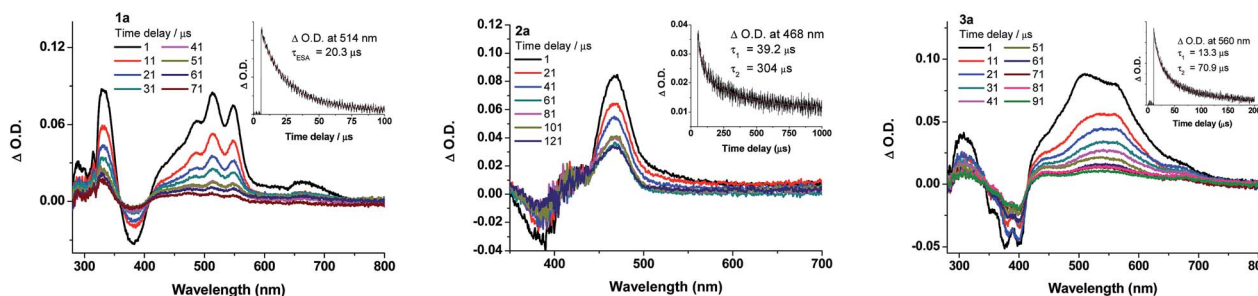 1a
Time delay / μs
1 41
11 51
21 61
31 71
Δ O.D. at 514 nm
τESA = 20.3 μs
Δ O.D.
0 25 50 75 100
Time delay / μs
Δ O.D.
0.12
0.08
0.04
0.00
300 400 500 600 700 800
Wavelength (nm)
2a
Time delay / μs
1
21
41
61
81
101
121
Δ O.D. at 468 nm
τ1 = 39.2 μs
τ2 = 304 μs
Δ O.D.
0.04
0.03
0.02
0.01
0 250 500 750 1000
Time delay (μs)
Δ O.D.
0.12
0.10
0.08
0.06
0.04
0.02
0.00
-0.02
-0.04
400 500 600 700
Wavelength (nm)
3a
Time delay / μs
1 51
11 61
21 71
31 81
41 91
Δ O.D. at 560 nm
τ1 = 13.3 μs
τ2 = 70.9 μs
Δ O.D.
0 50 100 150 200
Time delay / μs
Δ O.D.
0.10
0.05
0.00
-0.05
300 400 500 600 700 800
Wavelength (nm)